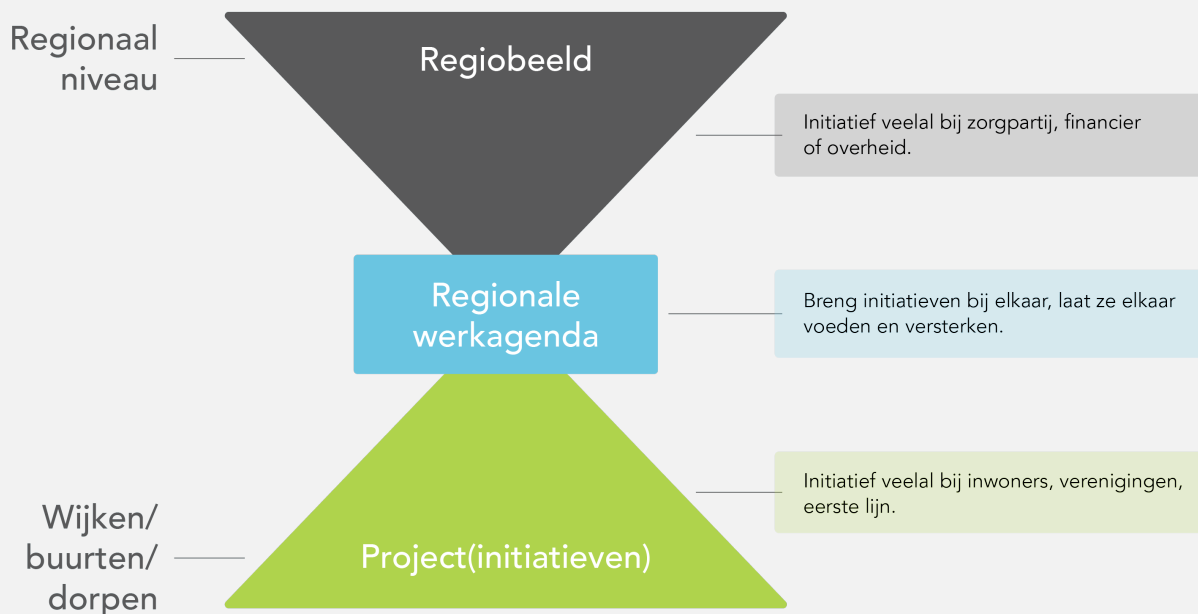 Regionaal
niveau
Regiobeeld
Initiatief veelal bij zorgpartij, financier
of overheid.
Regionale
werkagenda
Breng initiatieven bij elkaar, laat ze elkaar
voeden en versterken.
Initiatief veelal bij inwoners, verenigingen,
eerste lijn.
Wijken/
buurten/
dorpen
Project(initiatieven)